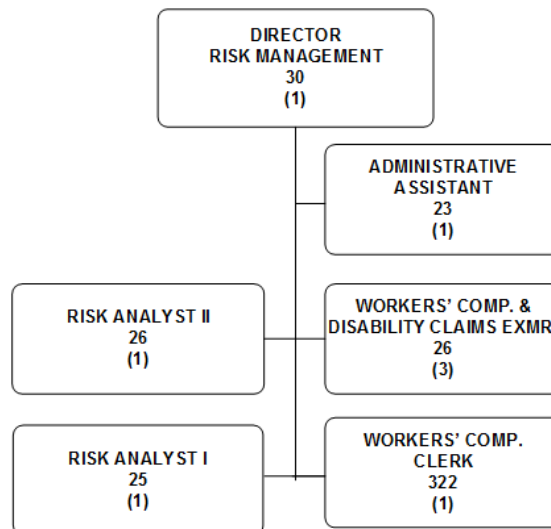 DIRECTOR
RISK MANAGEMENT
30
(1)
ADMINISTRATIVE
ASSISTANT
23
(1)
RISK ANALYST II
26
(1)
WORKERS' COMP. &
DISABILITY CLAIMS EXMR
26
(3)
RISK ANALYST I
25
(1)
WORKERS' COMP.
CLERK
322
(1)